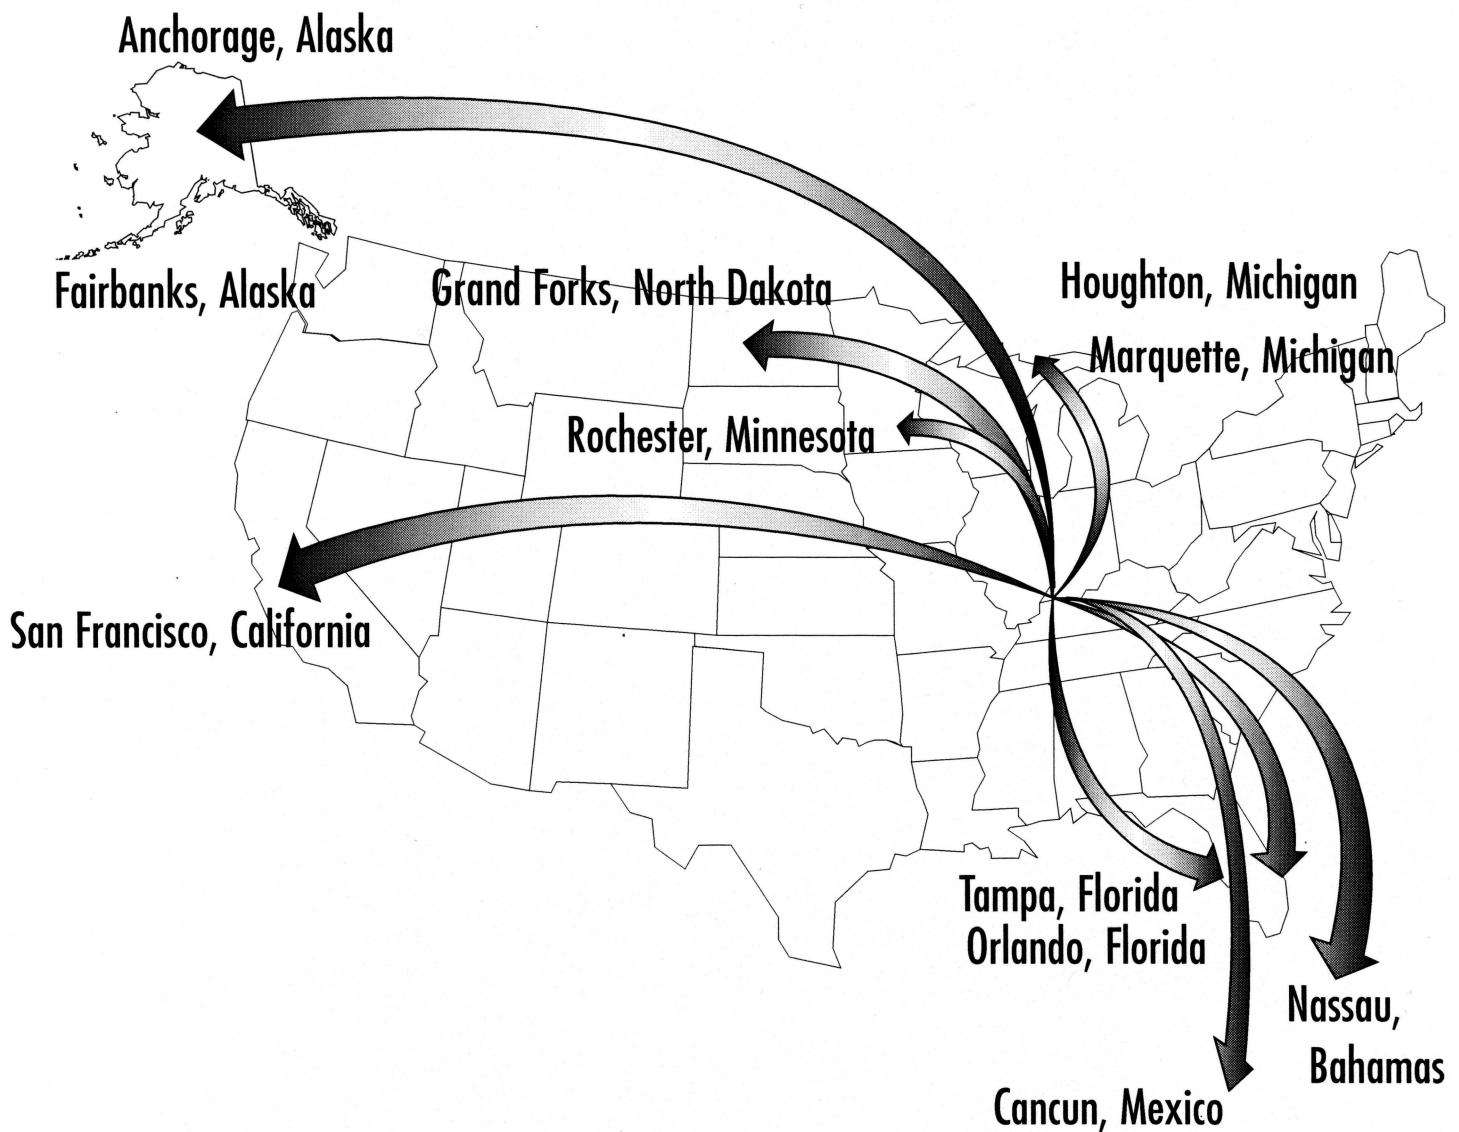 Anchorage, Alaska
Fairbanks, Alaska
Grand Forks, North Dakota
Houghton, Michigan
Marquette, Michigan
Rochester, Minnesota
San Francisco, California
Tampa, Florida
Orlando, Florida
Nassau,
Bahamas
Cancun, Mexico